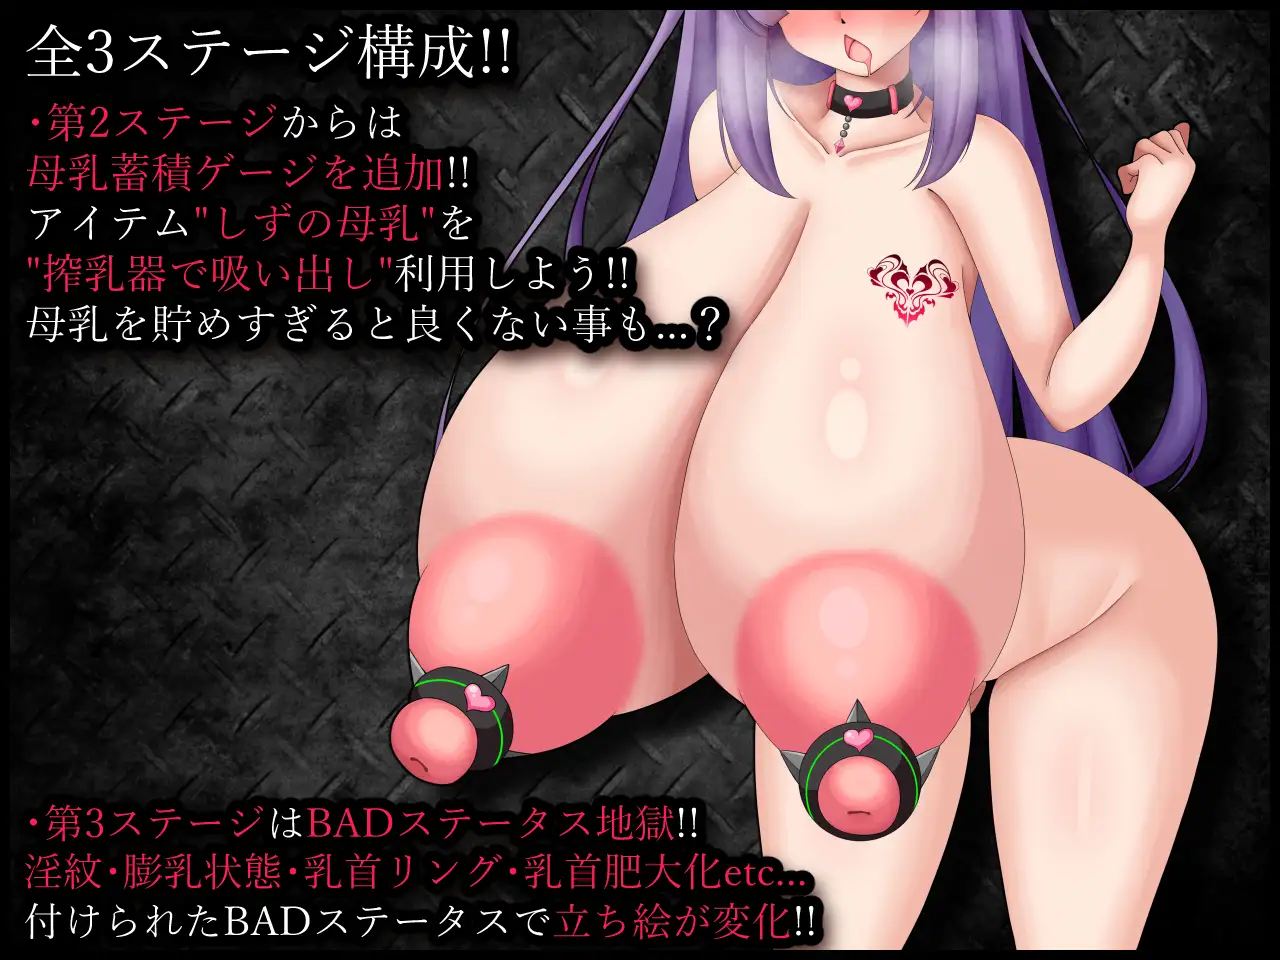 全3ステージ構成!!
・第2ステージからは
母乳蓄積ゲージを追加!!
アイテム"しずの母乳"を
"搾乳器で吸い出し"利用しよう!!
母乳を貯めすぎると良くない事も…？
・第3ステージはBADステータス地獄!!
淫紋・膨乳状態・乳首リング・乳首肥大化etc…
付けられたBADステータスで立ち絵が変化!!